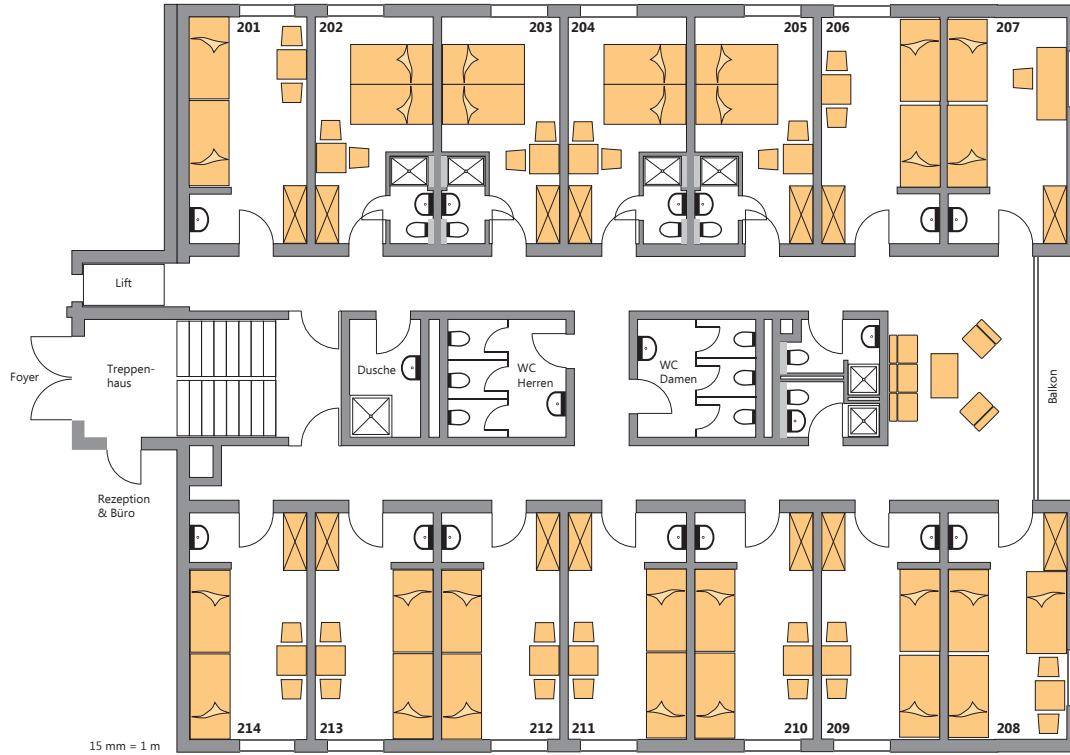 201
202
203
204
205
206
207
Lift
Foyer
Treppen-
haus
Dusche
WC
Herren
WC
Damen
Balkon
Rezeption
& Büro
214
213
212
211
210
209
208
15 mm = 1 m